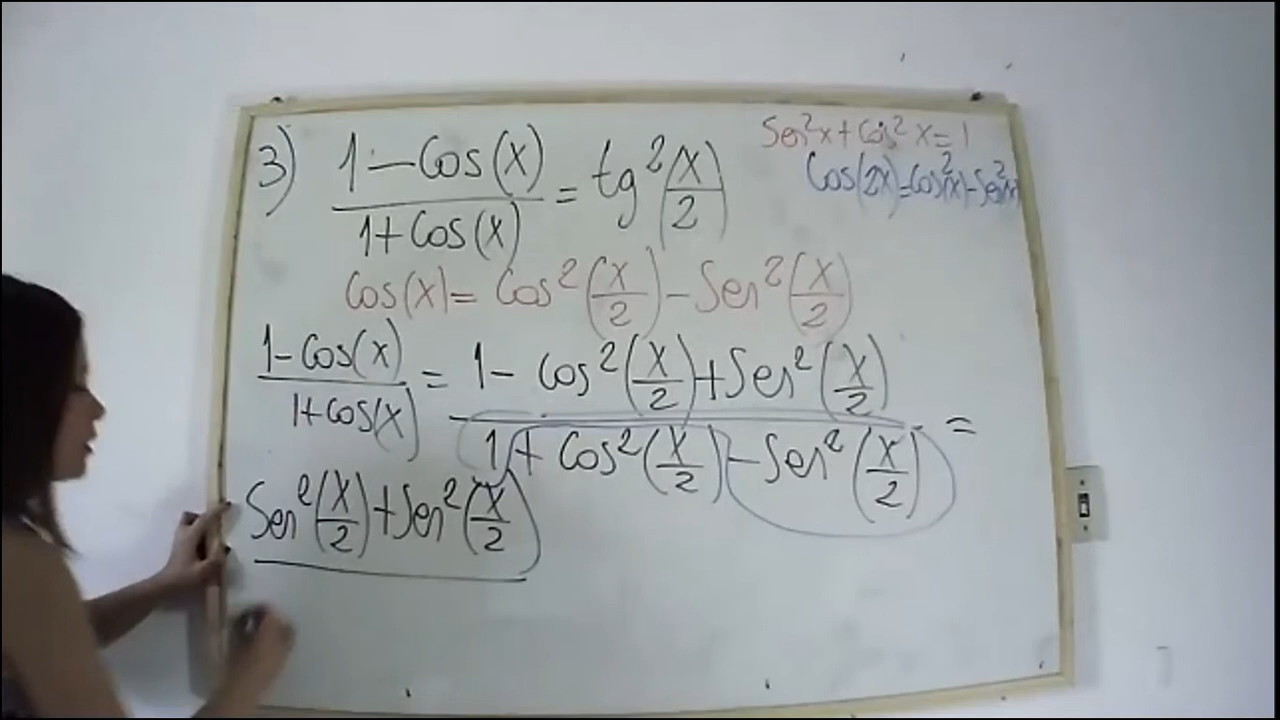 3) (1-Cos(x))/(1+Cos(x)) = tg²(x/2)
Sen²x + Cos²x = 1
Cos(2x) = Cos²(x) - Sen²(x)
Cos(x) = Cos²(x/2) - Sen²(x/2)
(1-Cos(x))/(1+cos(x)) = (1 - Cos²(x/2) + Sen²(x/2))/(1 + Cos²(x/2) - Sen²(x/2)) =
Sen²(x/2) + Sen²(x/2)